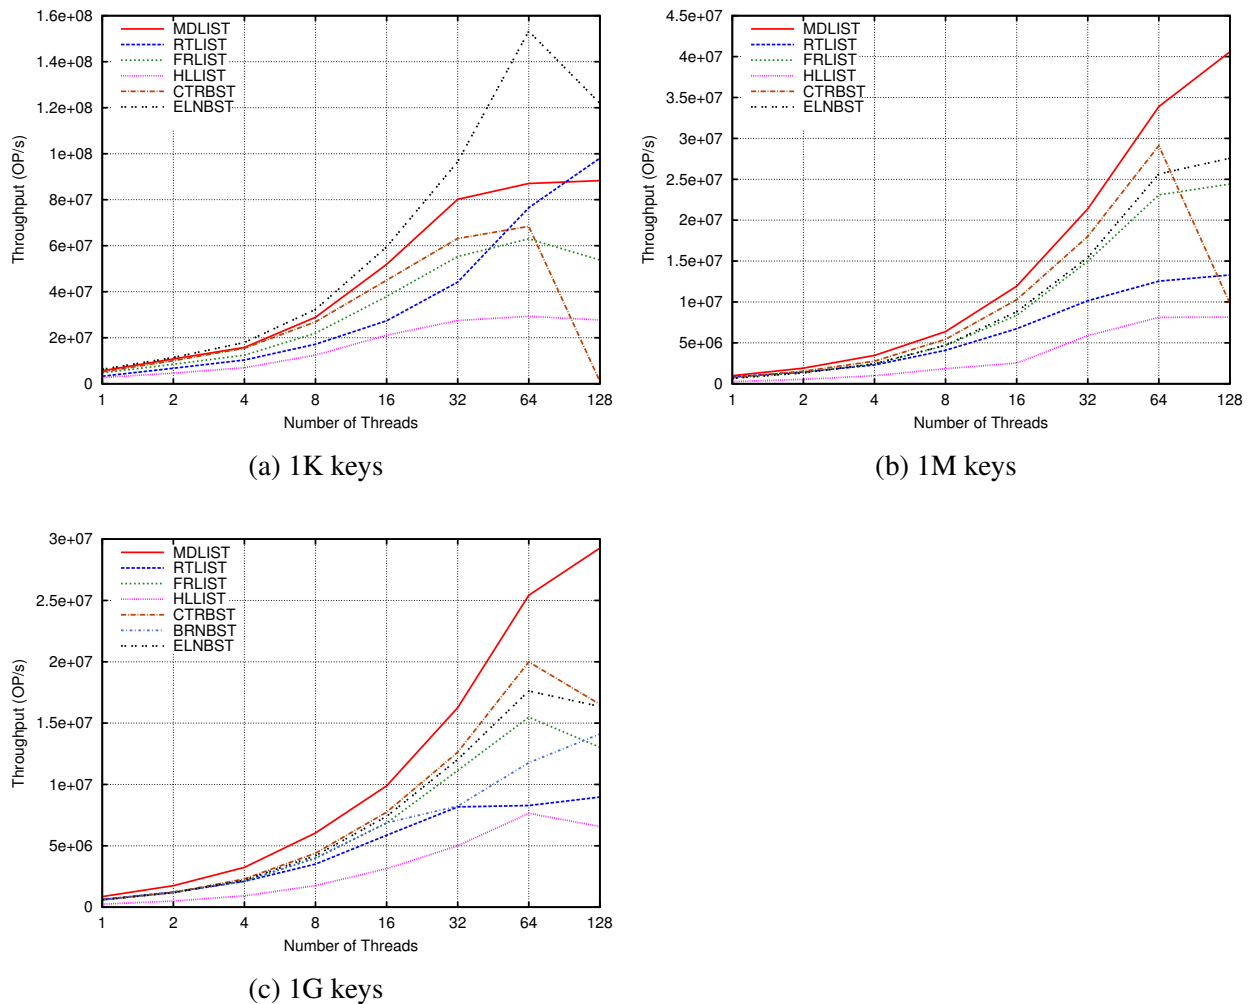 1.6e+08
1.4e+08
1.2e+08
1e+08
8e+07
6e+07
4e+07
2e+07
0
Throughput (OP/s)
MDLIST
RTLIST
FRLIST
HLLIST
CTRBST
ELNBST
1 2 4 8 16 32 64 128
Number of Threads
(a) 1K keys
4.5e+07
4e+07
3.5e+07
3e+07
2.5e+07
2e+07
1.5e+07
1e+07
5e+06
0
Throughput (OP/s)
MDLIST
RTLIST
FRLIST
HLLIST
CTRBST
ELNBST
1 2 4 8 16 32 64 128
Number of Threads
(b) 1M keys
3e+07
2.5e+07
2e+07
1.5e+07
1e+07
5e+06
0
Throughput (OP/s)
MDLIST
RTLIST
FRLIST
HLLIST
CTRBST
BRNBST
ELNBST
1 2 4 8 16 32 64 128
Number of Threads
(c) 1G keys